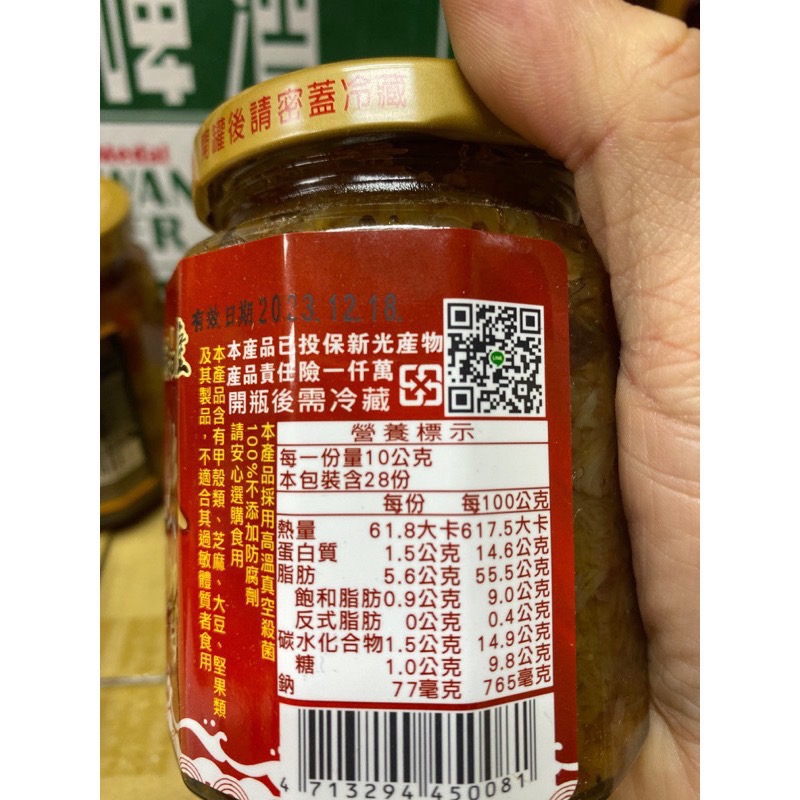 罐後請密蓋冷藏
Medal
有效日期2023.12.18.
本產品已投保新光產物
產品責任險一仟萬
開瓶後需冷藏
LINE
本產品含有甲殼類、芝麻、大豆、堅果類
及其製品，不適合其過敏體質者食用
本產品採用高溫真空殺菌
100%不添加防腐劑
請安心選購食用
營養標示
每一份量10公克
本包裝含28份
每份 每100公克
熱量 61.8大卡 617.5大卡
蛋白質 1.5公克 14.6公克
脂肪 5.6公克 55.5公克
飽和脂肪 0.9公克 9.0公克
反式脂肪 0公克 0.4公克
碳水化合物 1.5公克 14.9公克
糖 1.0公克 9.8公克
鈉 77毫克 765毫克
4 713294 450081